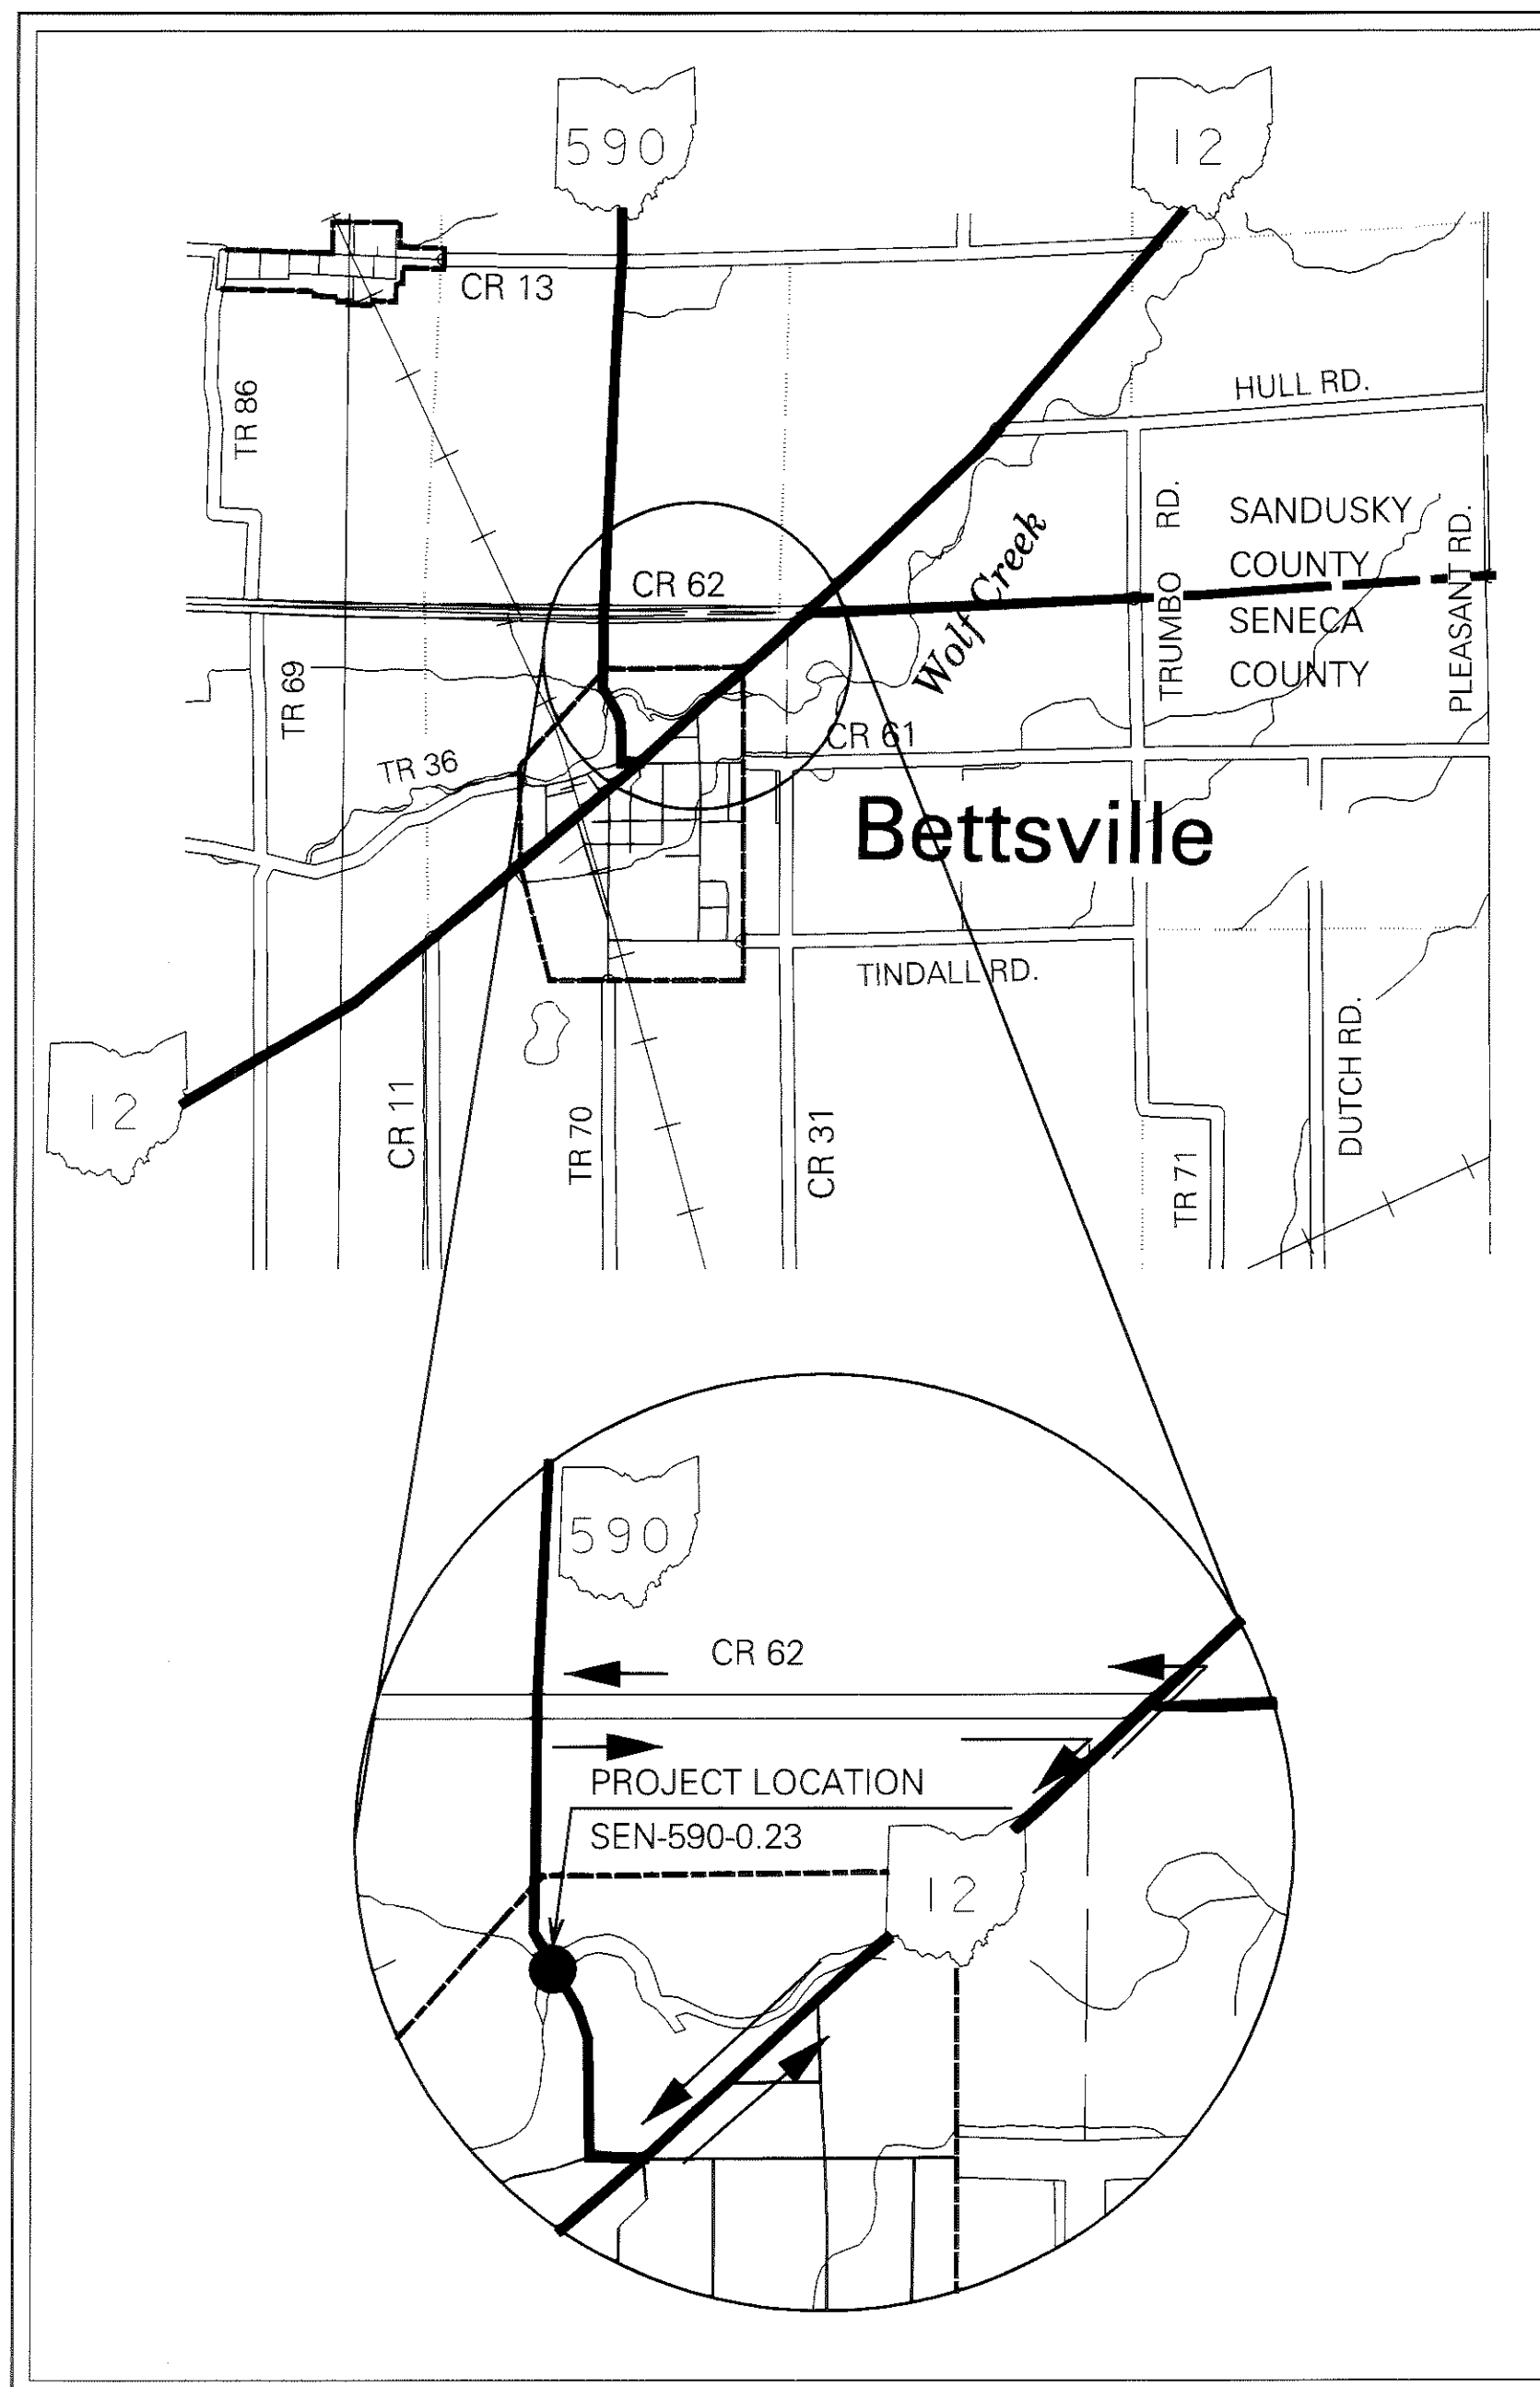 590
12
CR 13
TR 86
HULL RD.
TRUMBO RD.
SANDUSKY
COUNTY
SENECA
COUNTY
PLEASANT RD.
CR 62
Wolf Creek
TR 69
TR 36
CR 61
Bettsville
TINDALL RD.
12
CR 11
TR 70
CR 31
TR 71
DUTCH RD.
590
CR 62
PROJECT LOCATION
SEN-590-0.23
12